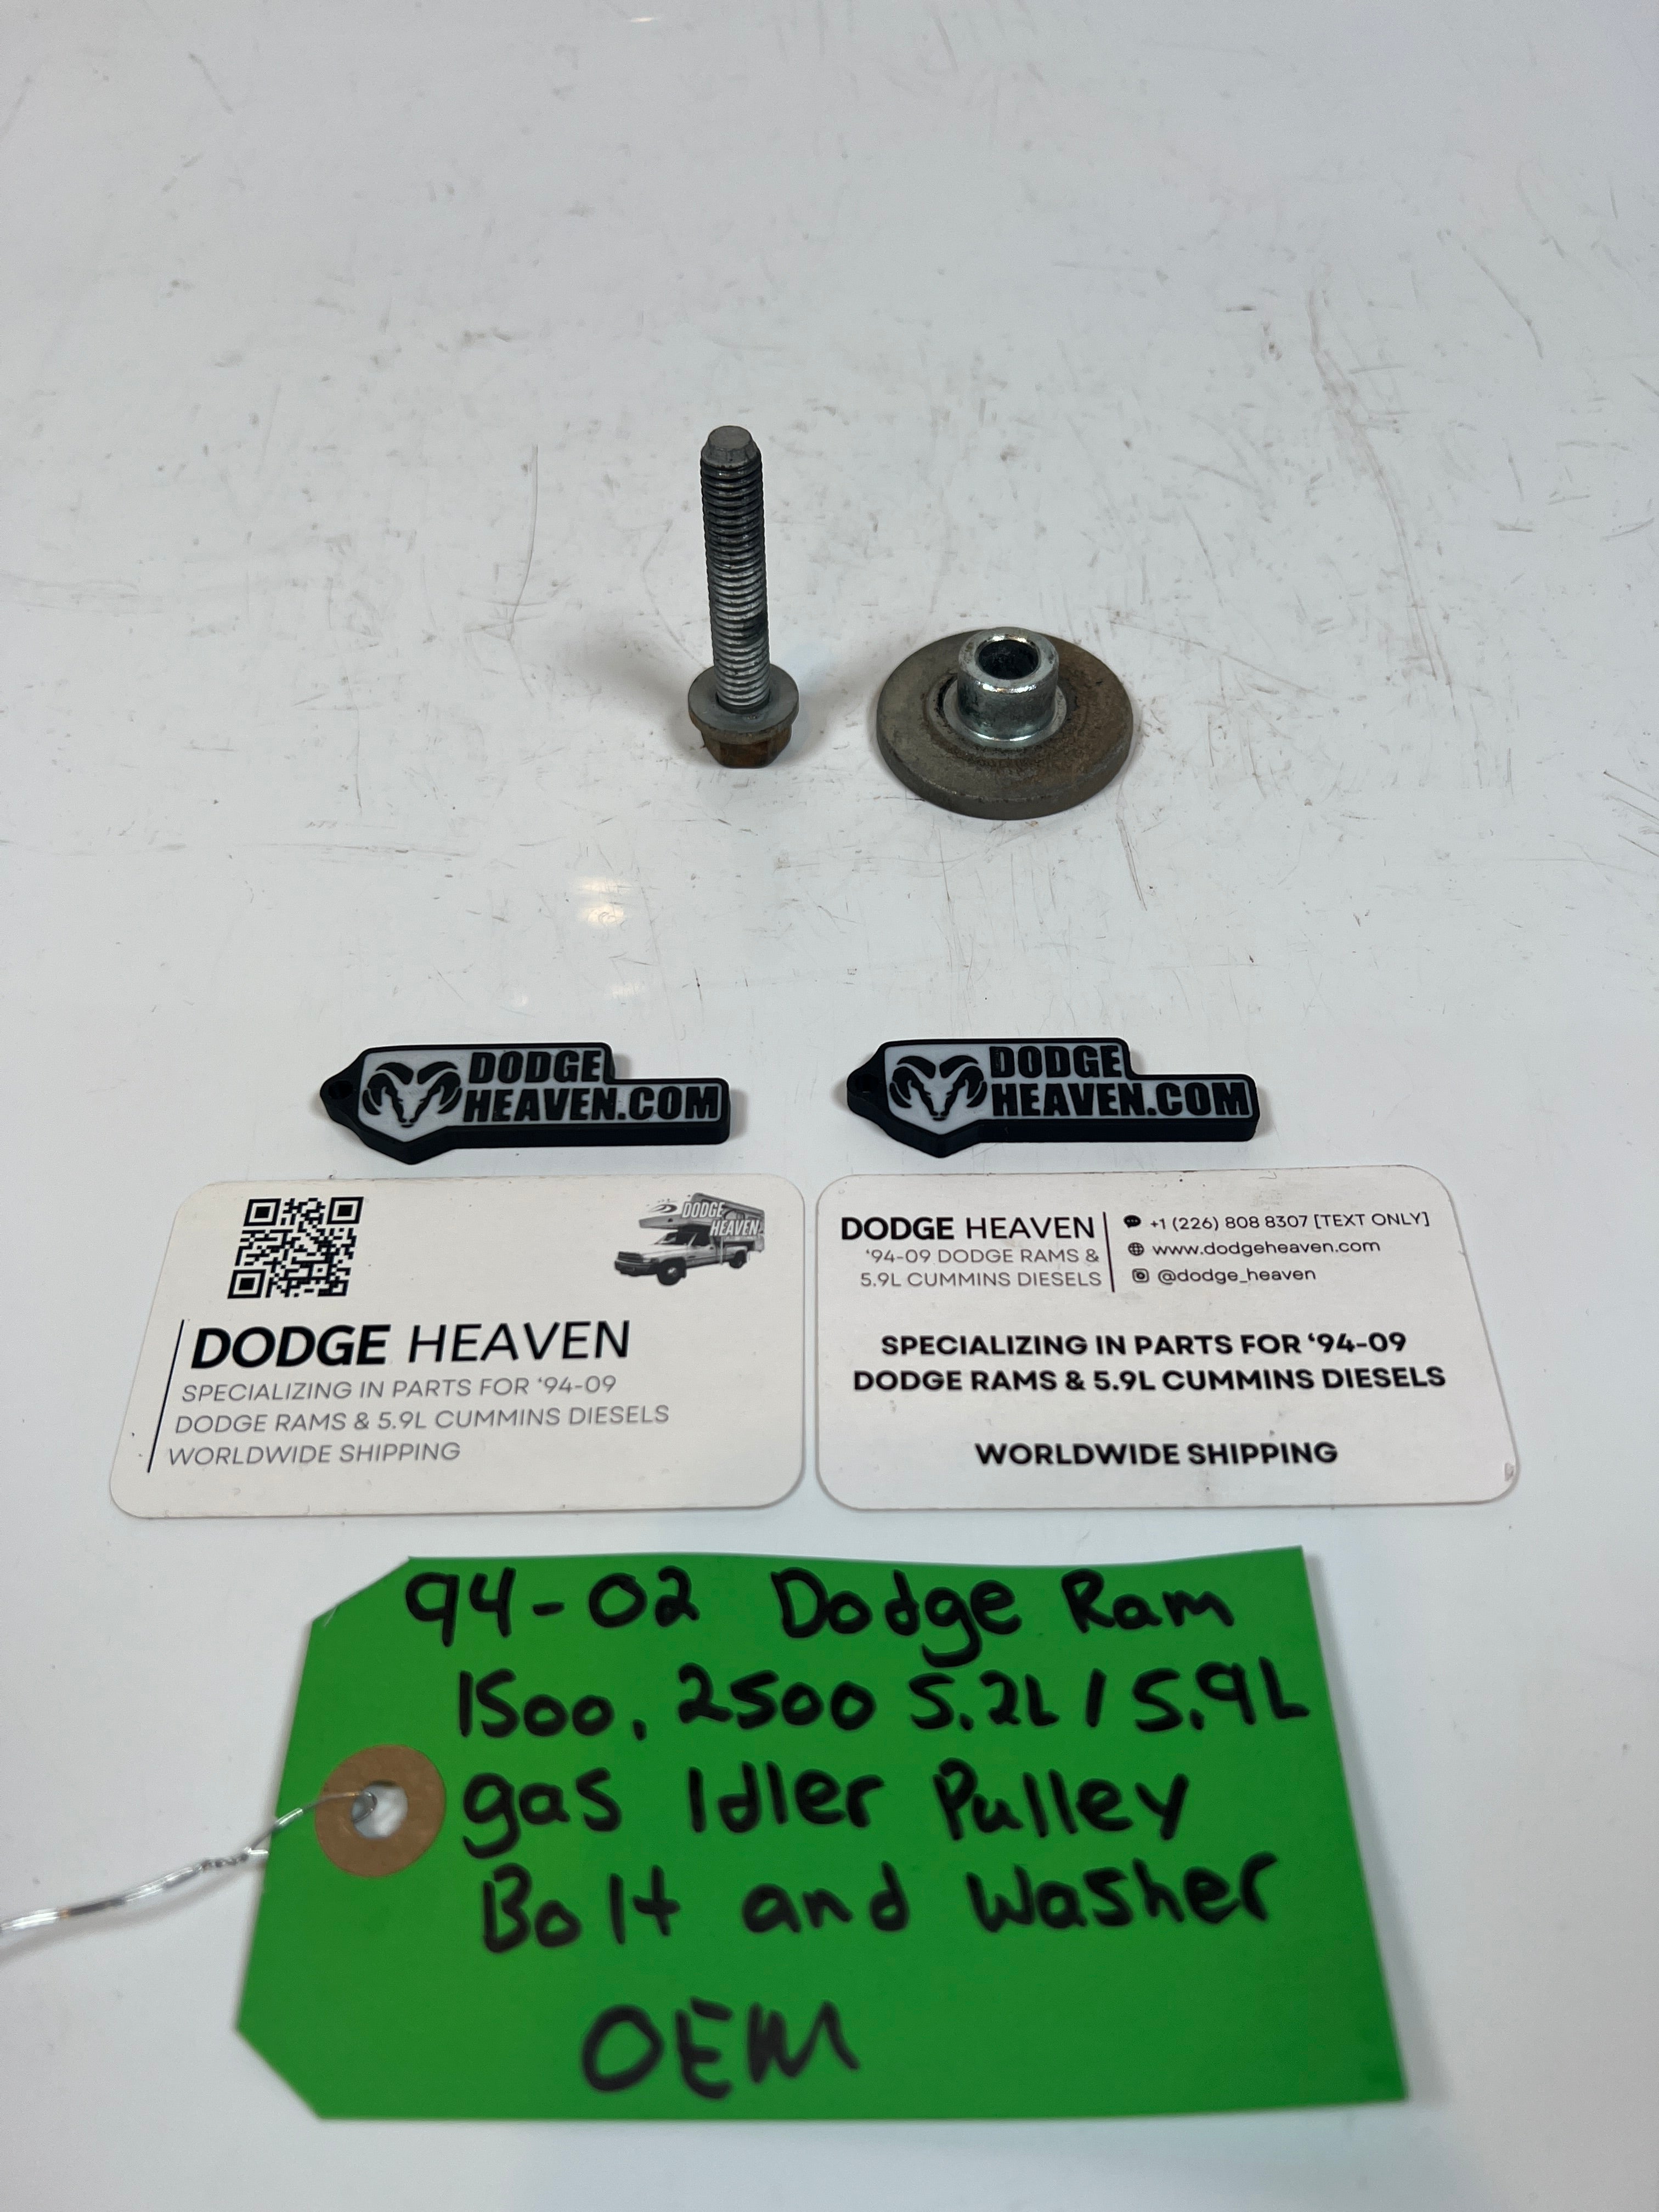 DODGE
HEAVEN.COM
DODGE
HEAVEN.COM
DODGE
HEAVEN
DODGE HEAVEN
SPECIALIZING IN PARTS FOR ‘94-09
DODGE RAMS & 5.9L CUMMINS DIESELS
WORLDWIDE SHIPPING
DODGE HEAVEN
‘94-09 DODGE RAMS &
5.9L CUMMINS DIESELS
+1 (226) 808 8307 [TEXT ONLY]
www.dodgeheaven.com
@dodge_heaven
SPECIALIZING IN PARTS FOR ‘94-09
DODGE RAMS & 5.9L CUMMINS DIESELS
WORLDWIDE SHIPPING
94-02 Dodge Ram
1500, 2500 5.2L / 5.9L
gas Idler Pulley
Bolt and Washer
OEM